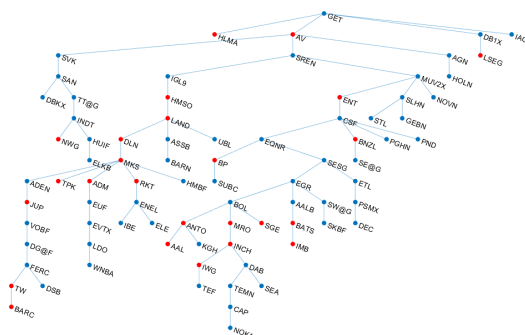 GET
HLMA
AV
DB1X
IAG
SVK
SREN
AGN
LSEG
SAN
IGL9
MUV2X
HOLN
DBKX
TT@G
HMSO
ENT
SLHN
NOVN
INDT
LAND
CSF
STL
GEBN
NWG
HUIF
DLN
ASSB
UBL
EQNR
BNZL
PGHN
PND
ELKB
MKS
BARN
BP
SESG
SE@G
ADEN
TPK
ADM
RKT
HMBF
SUBC
EGR
ETL
JUP
EUF
ENEL
BOL
AALB
SW@G
PSMX
VOBF
EVTX
IBE
ELE
ANTO
MRO
SGE
BATS
SKBF
DEC
DG@F
LDO
AAL
KGH
INCH
IMB
FERC
WNBA
IWG
DAB
TW
DSB
TEF
TEMN
SEA
BARC
CAP